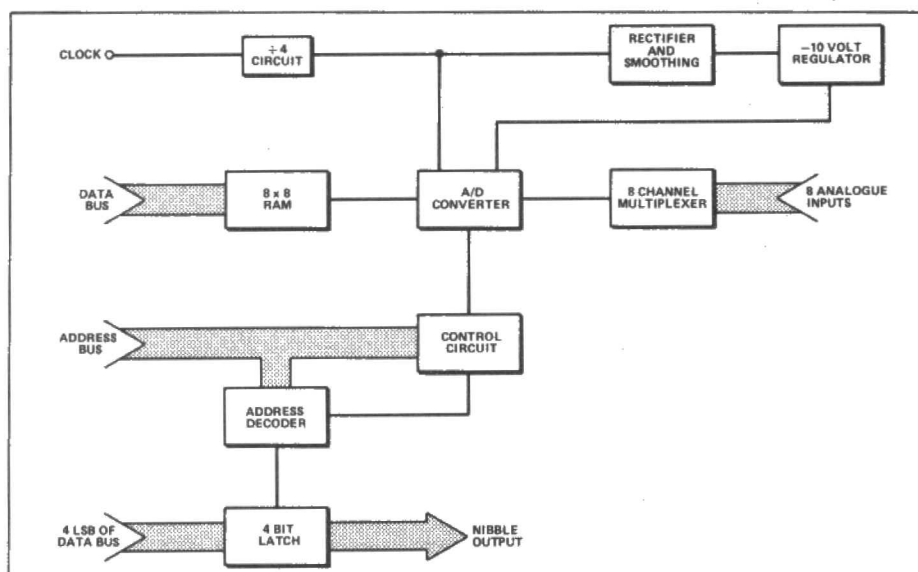 CLOCK
÷4
CIRCUIT
RECTIFIER
AND
SMOOTHING
−10 VOLT
REGULATOR
DATA
BUS
8 x 8
RAM
A/D
CONVERTER
8 CHANNEL
MULTIPLEXER
8 ANALOGUE
INPUTS
ADDRESS
BUS
CONTROL
CIRCUIT
ADDRESS
DECODER
4 LSB OF
DATA BUS
4 BIT
LATCH
NIBBLE
OUTPUT